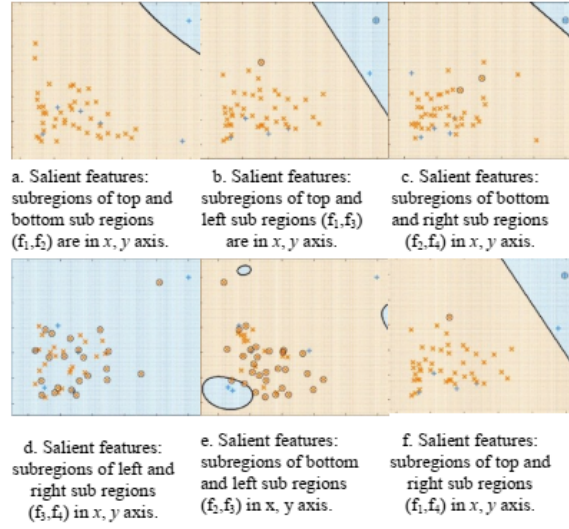 a. Salient features:
subregions of top and
bottom sub regions
(f₁,f₂) are in x, y axis.
b. Salient features:
subregions of top and
left sub regions (f₁,f₃)
are in x, y axis.
c. Salient features:
subregions of bottom
and right sub regions
(f₂,f₄) in x, y axis.
d. Salient features:
subregions of left and
right sub regions
(f₃,f₄) in x, y axis.
e. Salient features:
subregions of bottom
and left sub regions
(f₂,f₃) in x, y axis.
f. Salient features:
subregions of top and
right sub regions
(f₁,f₄) in x, y axis.